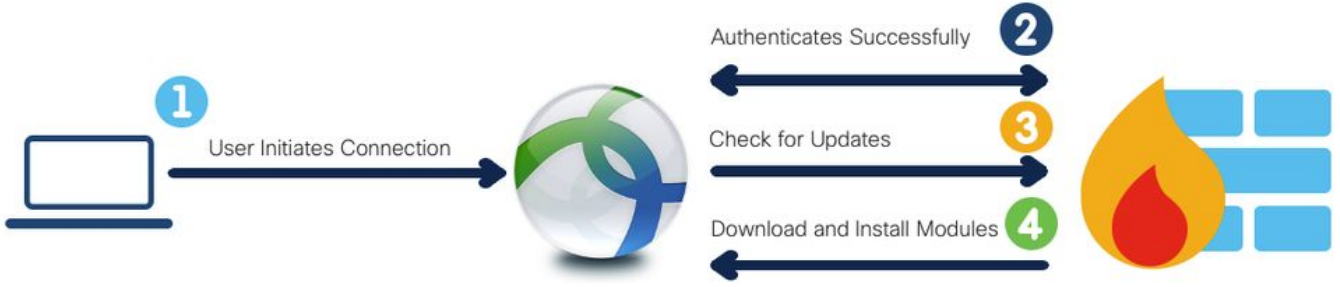 1
User Initiates Connection
Authenticates Successfully 2
Check for Updates 3
Download and Install Modules 4